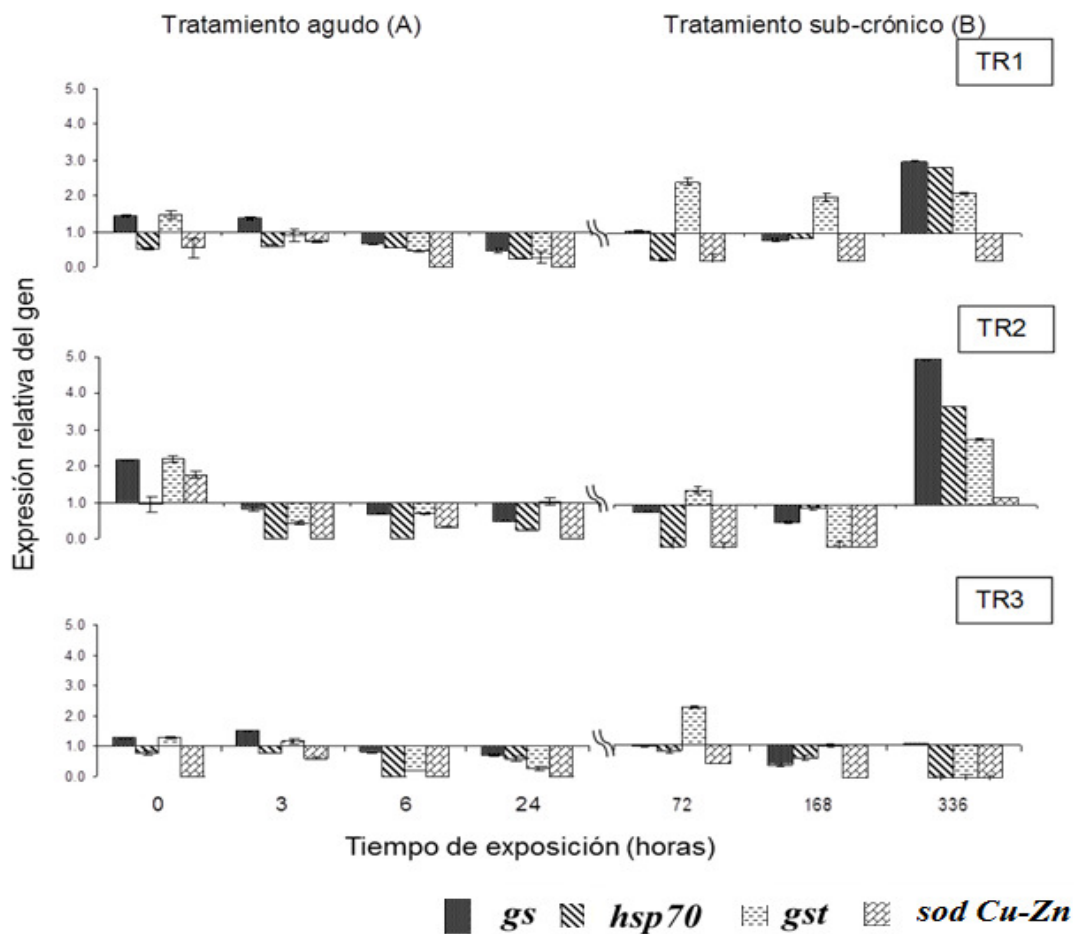 Tratamiento agudo (A) Tratamiento sub-crónico (B)
TR1
5.0
4.0
3.0
2.0
1.0
0.0
TR2
5.0
4.0
3.0
2.0
1.0
0.0
TR3
5.0
4.0
3.0
2.0
1.0
0.0
Expresión relativa del gen
0 3 6 24 72 168 336
Tiempo de exposición (horas)
gs hsp70 gst sod Cu-Zn